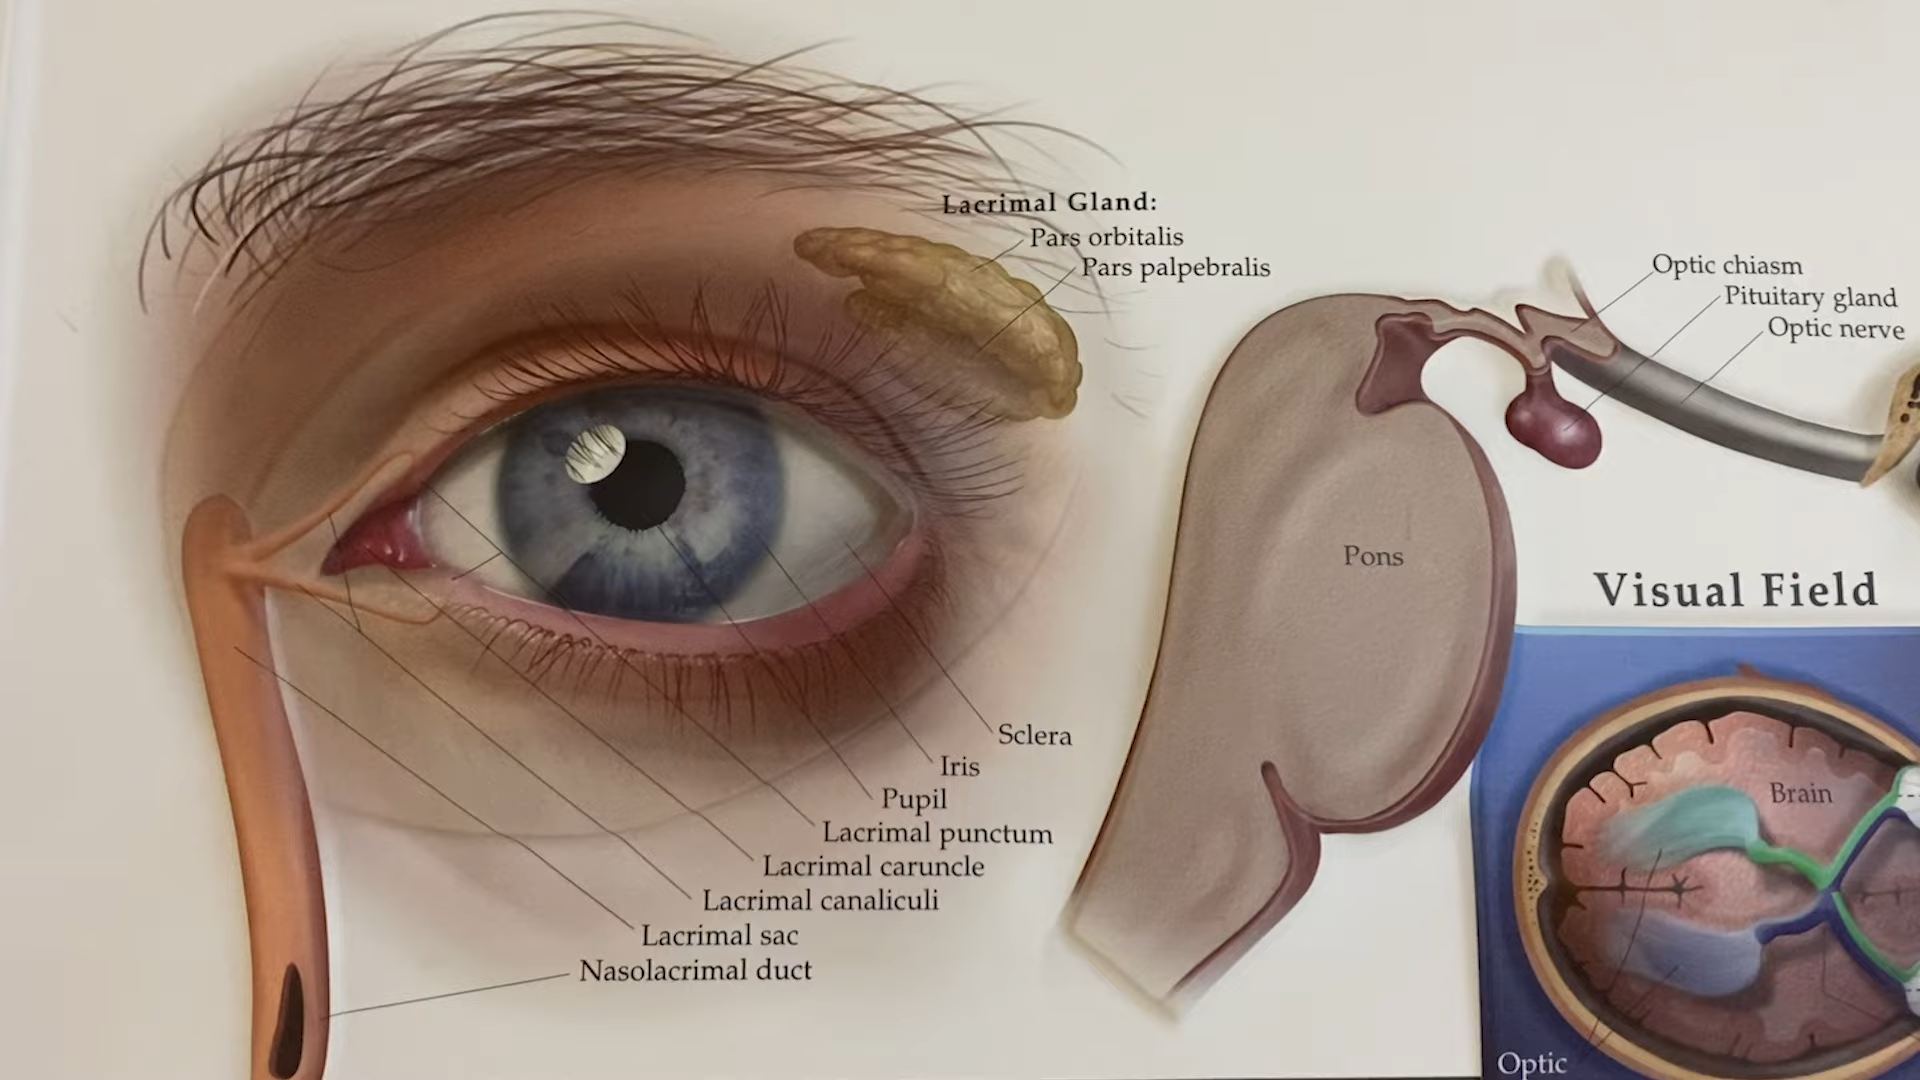 Lacrimal Gland:
Pars orbitalis
Pars palpebralis
Sclera
Iris
Pupil
Lacrimal punctum
Lacrimal caruncle
Lacrimal canaliculi
Lacrimal sac
Nasolacrimal duct
Optic chiasm
Pituitary gland
Optic nerve
Pons
Visual Field
Brain
Optic